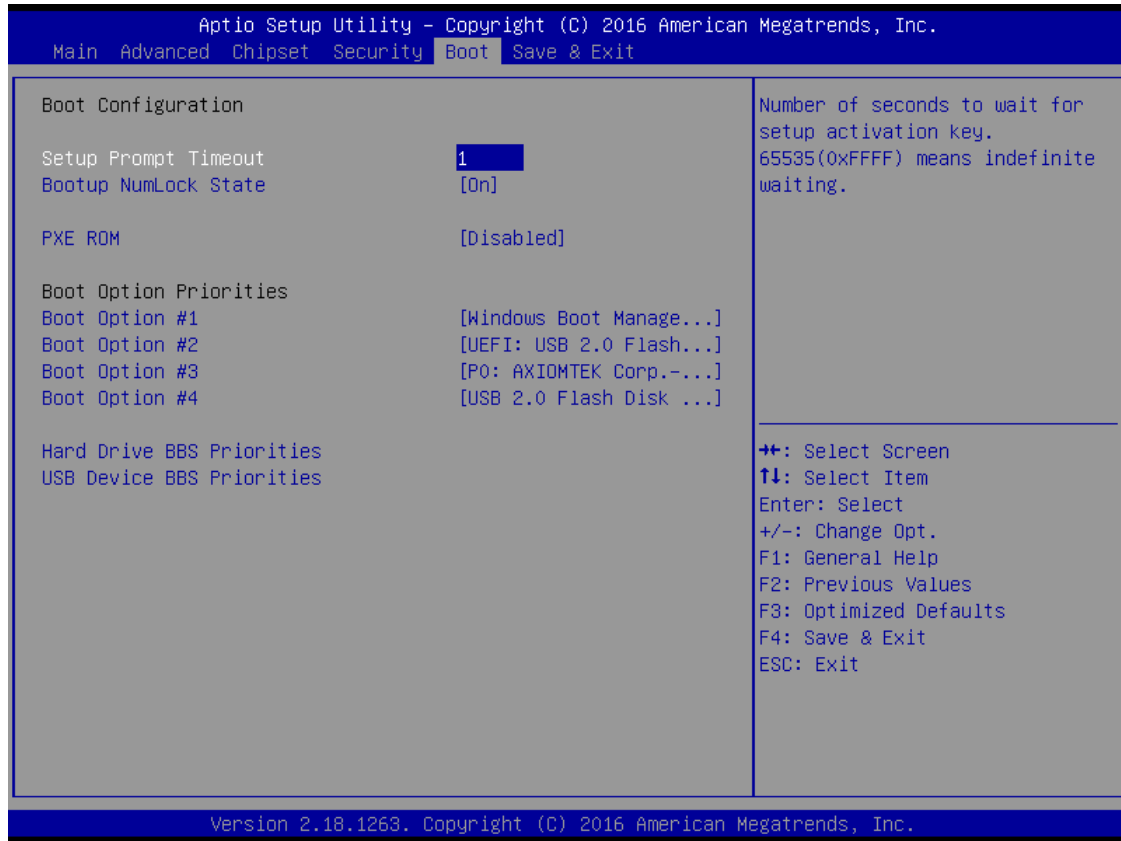 Aptio Setup Utility – Copyright (C) 2016 American Megatrends, Inc.
Main Advanced Chipset Security Boot Save & Exit
Boot Configuration
Setup Prompt Timeout 1
Bootup NumLock State [On]
PXE ROM [Disabled]
Boot Option Priorities
Boot Option #1 [Windows Boot Manage...]
Boot Option #2 [UEFI: USB 2.0 Flash...]
Boot Option #3 [P0: AXIOMTEK Corp.-...]
Boot Option #4 [USB 2.0 Flash Disk ...]
Hard Drive BBS Priorities
USB Device BBS Priorities
Number of seconds to wait for
setup activation key.
65535(0xFFFF) means indefinite
waiting.
→←: Select Screen
↑↓: Select Item
Enter: Select
+/-: Change Opt.
F1: General Help
F2: Previous Values
F3: Optimized Defaults
F4: Save & Exit
ESC: Exit
Version 2.18.1263. Copyright (C) 2016 American Megatrends, Inc.